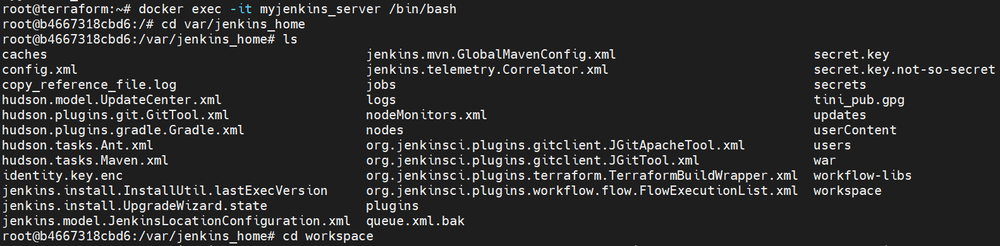 root@terraform:~# docker exec -it myjenkins_server /bin/bash
root@b4667318cbd6:/# cd var/jenkins_home
root@b4667318cbd6:/var/jenkins_home# ls
caches jenkins.mvn.GlobalMavenConfig.xml secret.key
config.xml jenkins.telemetry.Correlator.xml secret.key.not-so-secret
copy_reference_file.log jobs secrets
hudson.model.UpdateCenter.xml logs tini_pub.gpg
hudson.plugins.git.GitTool.xml nodeMonitors.xml updates
hudson.plugins.gradle.Gradle.xml nodes userContent
hudson.tasks.Ant.xml org.jenkinsci.plugins.gitclient.JGitApacheTool.xml users
hudson.tasks.Maven.xml org.jenkinsci.plugins.gitclient.JGitTool.xml war
identity.key.enc org.jenkinsci.plugins.terraform.TerraformBuildWrapper.xml workflow-libs
jenkins.install.InstallUtil.lastExecVersion org.jenkinsci.plugins.workflow.flow.FlowExecutionList.xml workspace
jenkins.install.UpgradeWizard.state plugins
jenkins.model.JenkinsLocationConfiguration.xml queue.xml.bak
root@b4667318cbd6:/var/jenkins_home# cd workspace